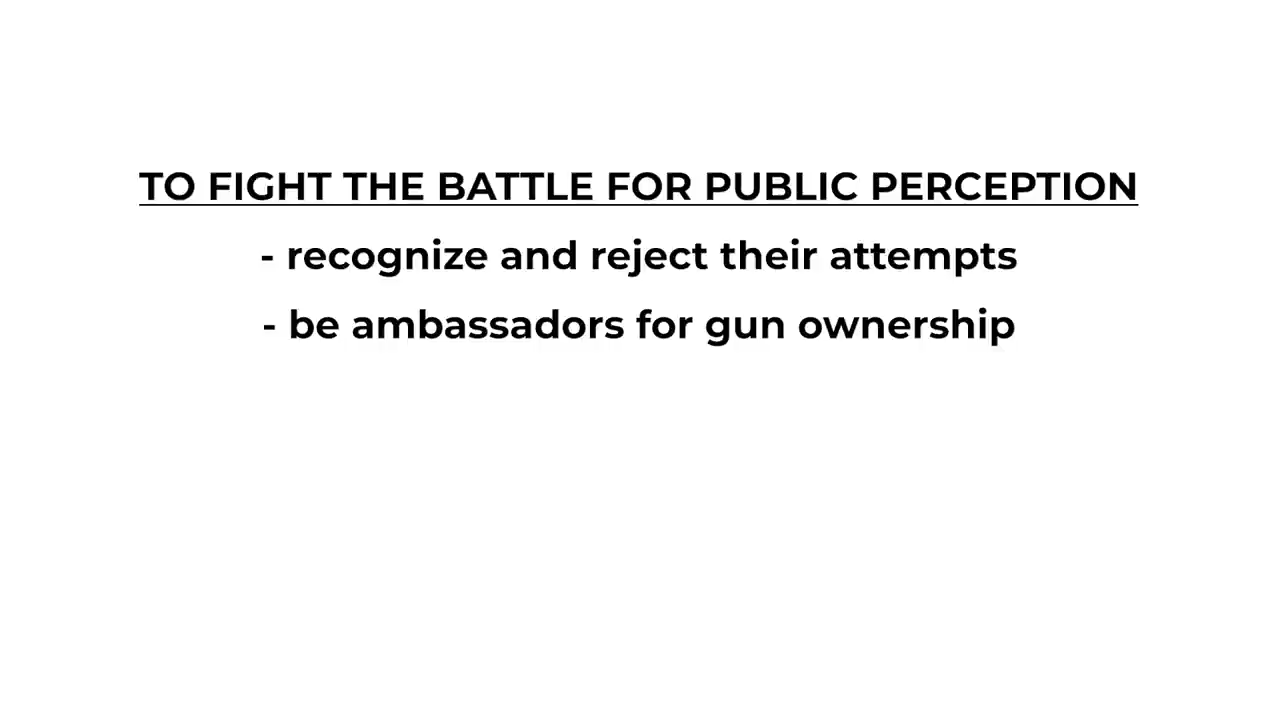 TO FIGHT THE BATTLE FOR PUBLIC PERCEPTION
- recognize and reject their attempts
- be ambassadors for gun ownership